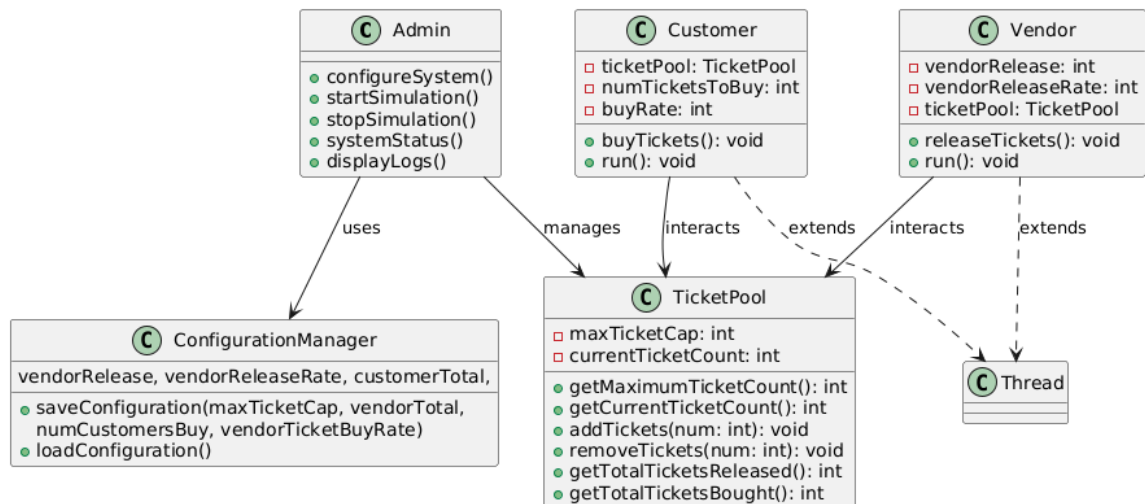 C Admin
configureSystem()
startSimulation()
stopSimulation()
systemStatus()
displayLogs()
C Customer
ticketPool: TicketPool
numTicketsToBuy: int
buyRate: int
buyTickets(): void
run(): void
C Vendor
vendorRelease: int
vendorReleaseRate: int
ticketPool: TicketPool
releaseTickets(): void
run(): void
uses
manages
interacts
extends
interacts
extends
C ConfigurationManager
vendorRelease, vendorReleaseRate, customerTotal,
saveConfiguration(maxTicketCap, vendorTotal,
numCustomersBuy, vendorTicketBuyRate)
loadConfiguration()
C TicketPool
maxTicketCap: int
currentTicketCount: int
getMaximumTicketCount(): int
getCurrentTicketCount(): int
addTickets(num: int): void
removeTickets(num: int): void
getTotalTicketsReleased(): int
getTotalTicketsBought(): int
C Thread